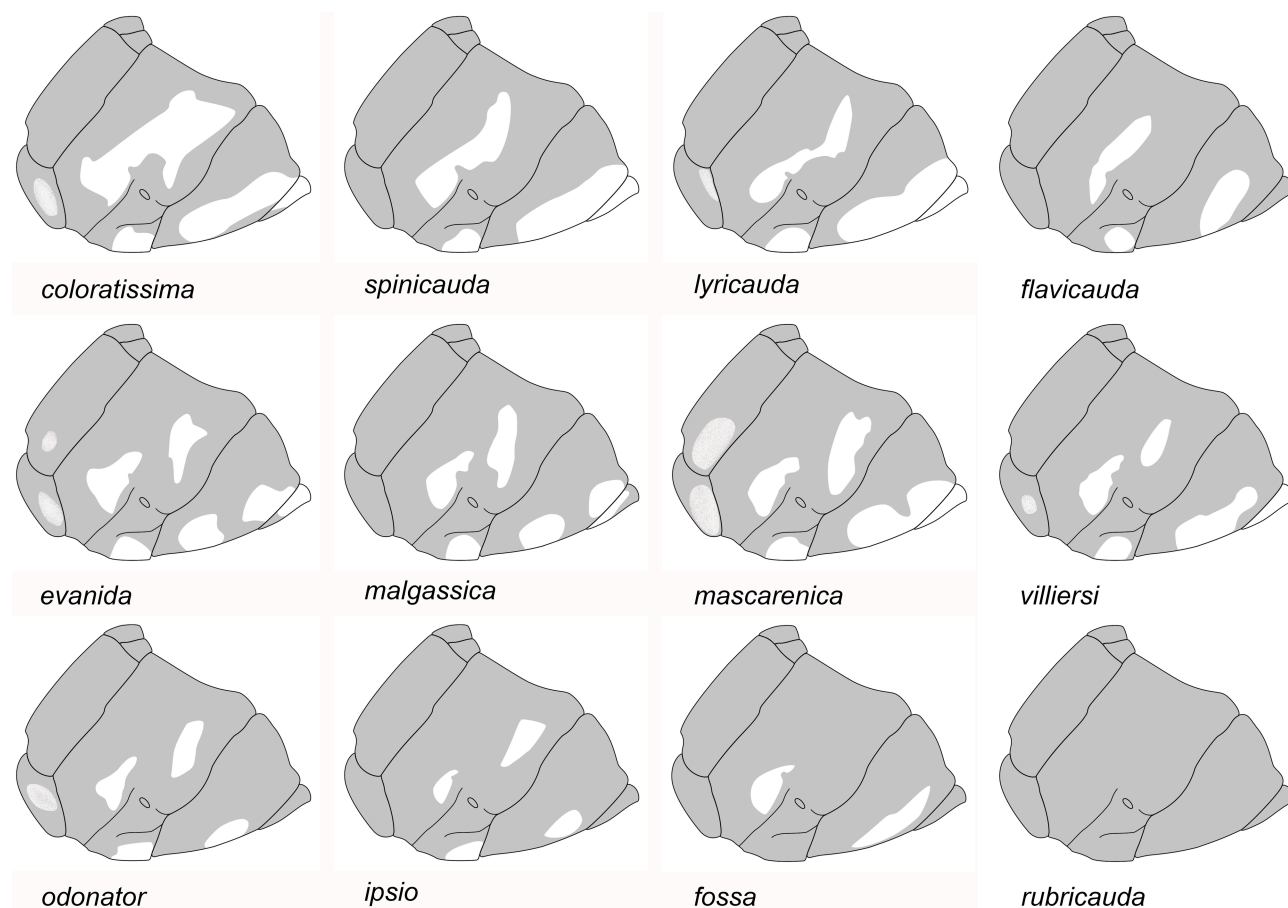 coloratissima
spinicauda
lyricauda
flavicauda
evanida
malgassica
mascarenica
villiersi
odonator
ipsio
fossa
rubricauda